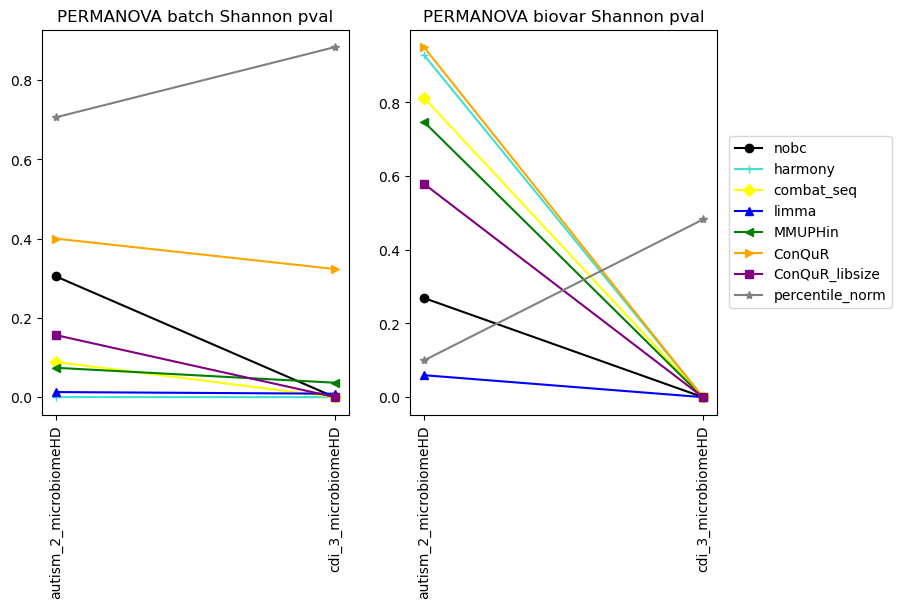 PERMANOVA batch Shannon pval
0.8
0.6
0.4
0.2
0.0
autism_2_microbiomeHD
cdi_3_microbiomeHD
PERMANOVA biovar Shannon pval
0.8
0.6
0.4
0.2
0.0
autism_2_microbiomeHD
cdi_3_microbiomeHD
nobc
harmony
combat_seq
limma
MMUPHin
ConQuR
ConQuR_libsize
percentile_norm